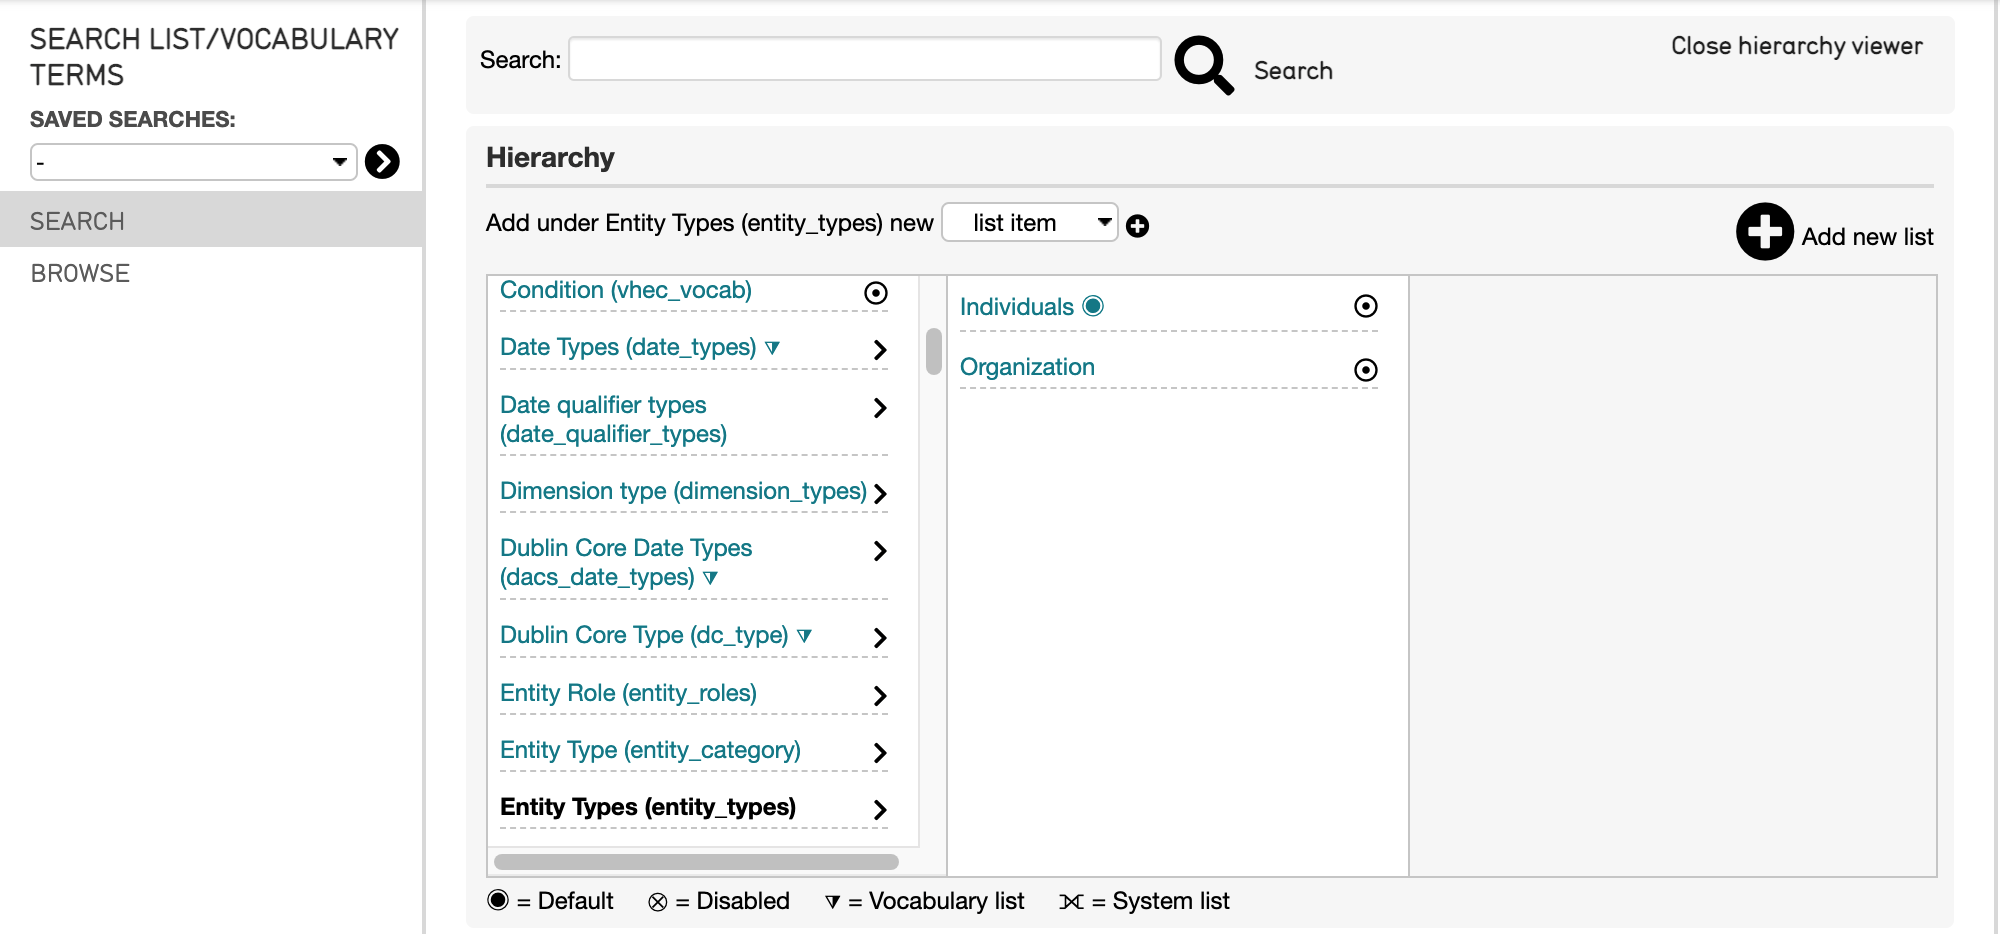 SEARCH LIST/VOCABULARY
TERMS
SAVED SEARCHES:
-
SEARCH
BROWSE
Search:
Search
Close hierarchy viewer
Hierarchy
Add under Entity Types (entity_types) new list item
Add new list
Condition (vhec_vocab)
Date Types (date_types)
Date qualifier types
(date_qualifier_types)
Dimension type (dimension_types)
Dublin Core Date Types
(dacs_date_types)
Dublin Core Type (dc_type)
Entity Role (entity_roles)
Entity Type (entity_category)
Entity Types (entity_types)
Individuals
Organization
= Default = Disabled = Vocabulary list = System list